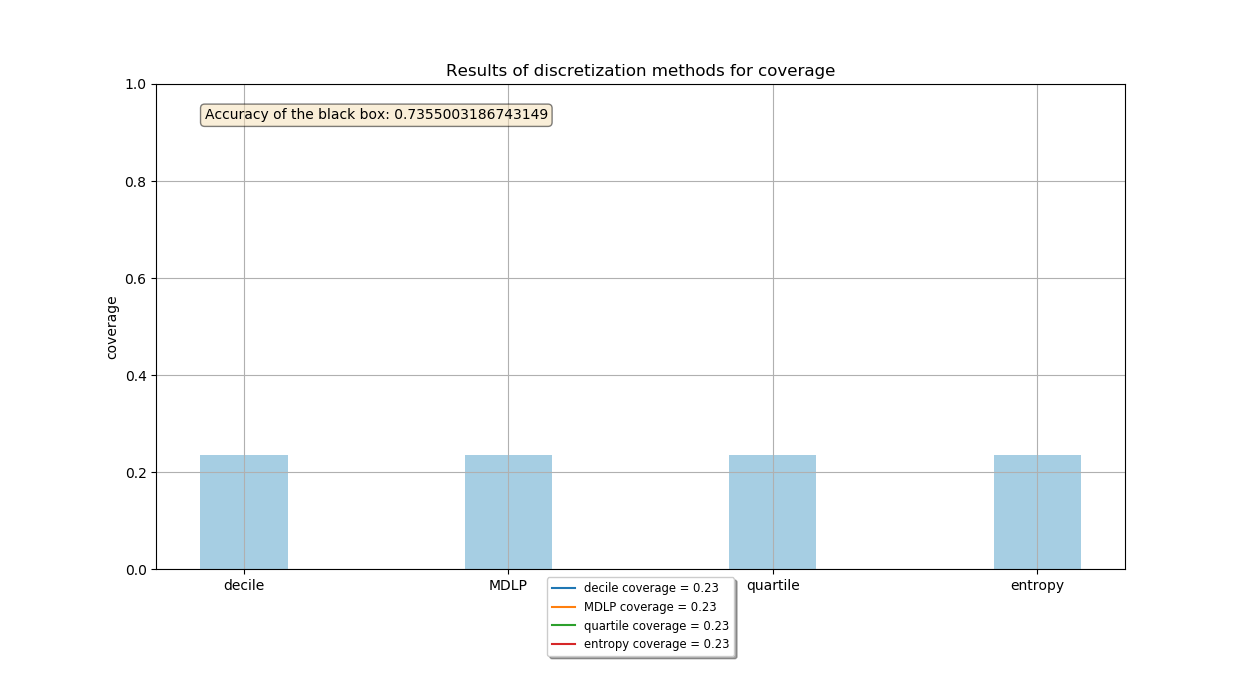 Results of discretization methods for coverage
Accuracy of the black box: 0.7355003186743149
1.0
0.8
0.6
0.4
0.2
0.0
coverage
decile
MDLP
quartile
entropy
decile coverage = 0.23
MDLP coverage = 0.23
quartile coverage = 0.23
entropy coverage = 0.23